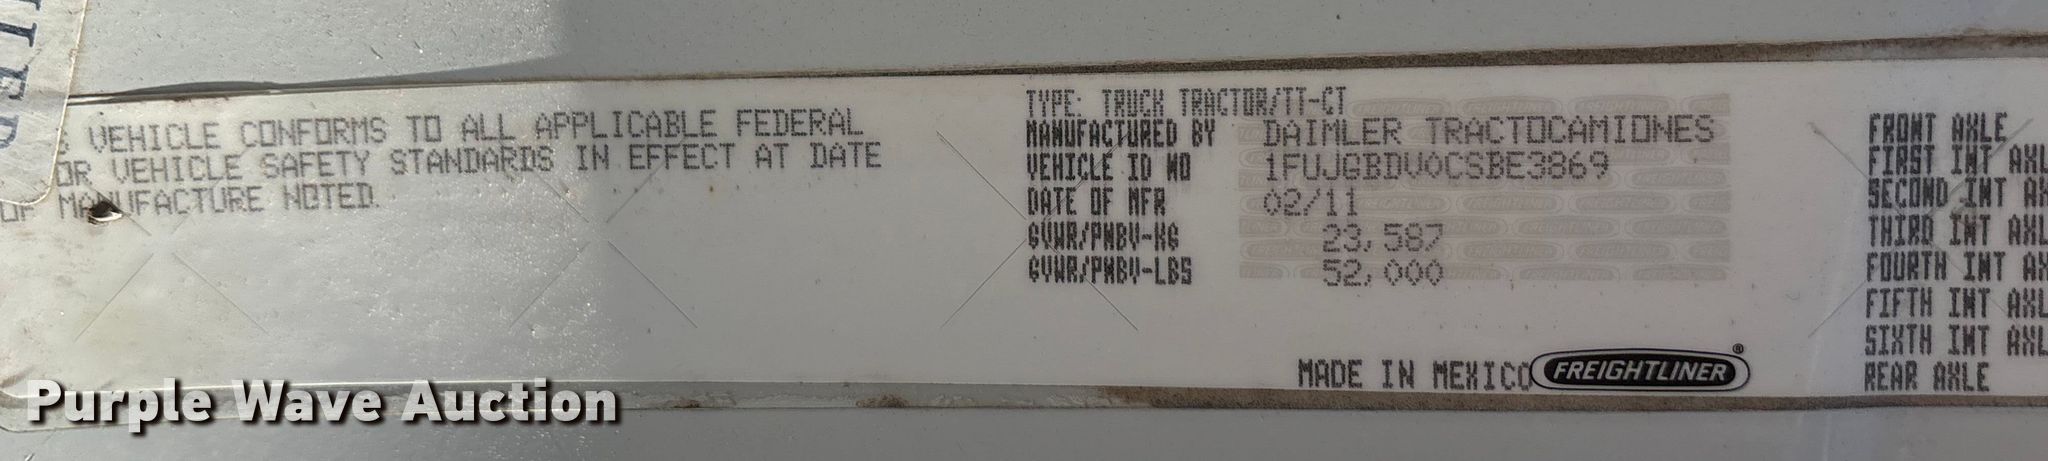 VEHICLE CONFORMS TO ALL APPLICABLE FEDERAL
OR VEHICLE SAFETY STANDARDS IN EFFECT AT DATE
OF MANUFACTURE NOTED.
TYPE: TRUCK TRACTOR/TT-CT
MANUFACTURED BY DAIMLER TRACTOCAMIONES
VEHICLE ID NO 1FUJGBDV0CSBE3869
DATE OF MFR 02/11
GVWR/PNBV-KG 23,587
GVWR/PNBV-LBS 52,000
MADE IN MEXICO FREIGHTLINER®
FRONT AXLE
FIRST INT AXL
SECOND INT AX
THIRD INT AXL
FOURTH INT AX
FIFTH INT AXL
SIXTH INT AXL
REAR AXLE
Purple Wave Auction